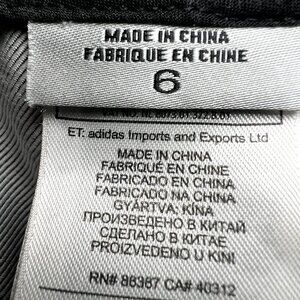 MADE IN CHINA
FABRIQUE EN CHINE
6
ET: adidas Imports and Exports Ltd
MADE IN CHINA
FABRIQUÉ EN CHINE
FABRICADO EN CHINA
FABRICADO NA CHINA
GYÁRTVA: KÍNA
ПРОИЗВЕДЕНО В КИТАЙ
СДЕЛАНО В КИТАЕ
PROIZVEDENO U KINI
RN# 88387 CA# 40312